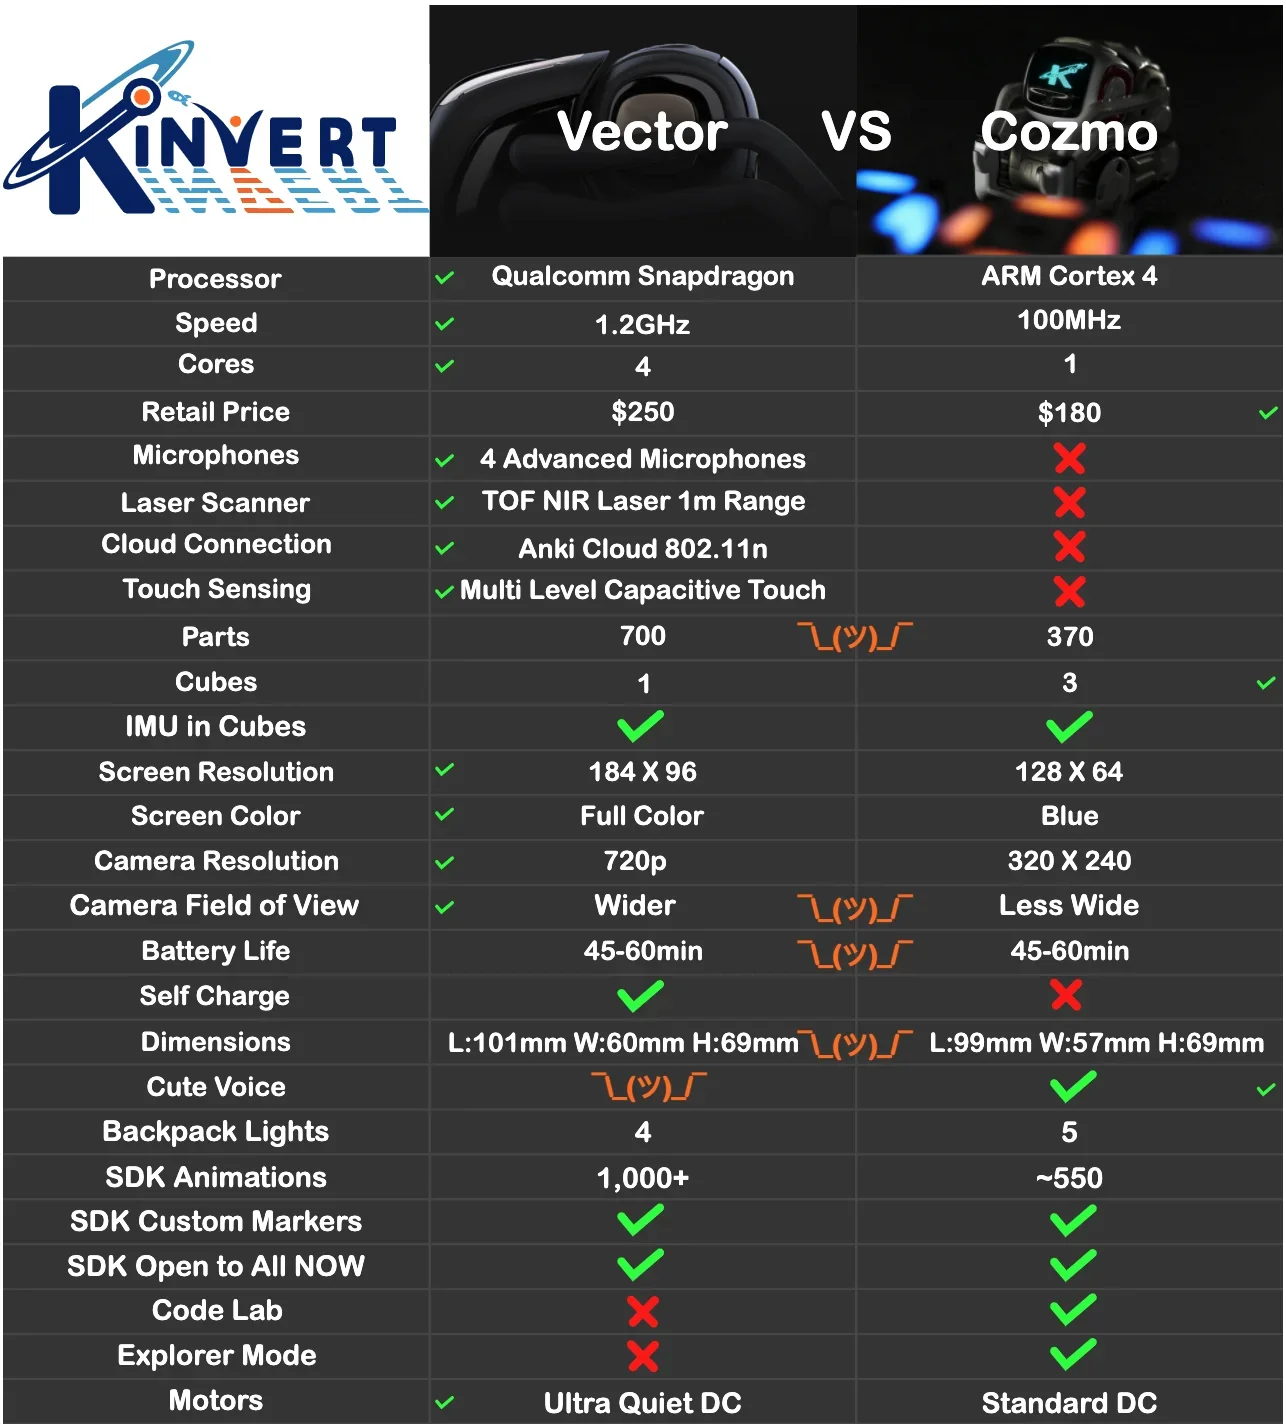 KINVERT
Vector VS Cozmo
Processor ✓ Qualcomm Snapdragon ARM Cortex 4
Speed ✓ 1.2GHz 100MHz
Cores ✓ 4 1
Retail Price $250 $180 ✓
Microphones ✓ 4 Advanced Microphones ❌
Laser Scanner ✓ TOF NIR Laser 1m Range ❌
Cloud Connection ✓ Anki Cloud 802.11n ❌
Touch Sensing ✓ Multi Level Capacitive Touch ❌
Parts 700 ¯\_(ツ)_/¯ 370
Cubes 1 3 ✓
IMU in Cubes ✓ ✓
Screen Resolution ✓ 184 X 96 128 X 64
Screen Color ✓ Full Color Blue
Camera Resolution ✓ 720p 320 X 240
Camera Field of View ✓ Wider ¯\_(ツ)_/¯ Less Wide
Battery Life 45-60min ¯\_(ツ)_/¯ 45-60min
Self Charge ✓ ❌
Dimensions L:101mm W:60mm H:69mm ¯\_(ツ)_/¯ L:99mm W:57mm H:69mm
Cute Voice ¯\_(ツ)_/¯ ✓ ✓
Backpack Lights 4 5
SDK Animations 1,000+ ~550
SDK Custom Markers ✓ ✓
SDK Open to All NOW ✓ ✓
Code Lab ❌ ✓
Explorer Mode ❌ ✓
Motors ✓ Ultra Quiet DC Standard DC